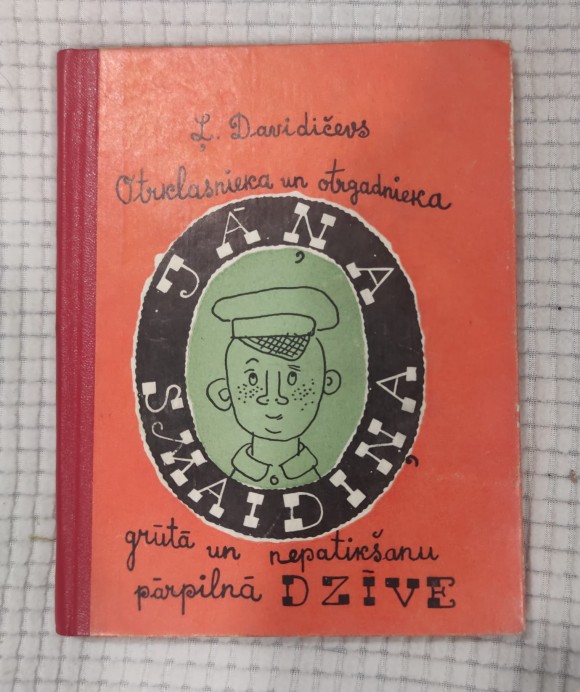 Ļ. Davidičevs
Otrklasnieka un otrgadnieka
JĀŅA
SMAIDIŅA
grūtā un nepatikšanu
pārpilnā DZĪVE